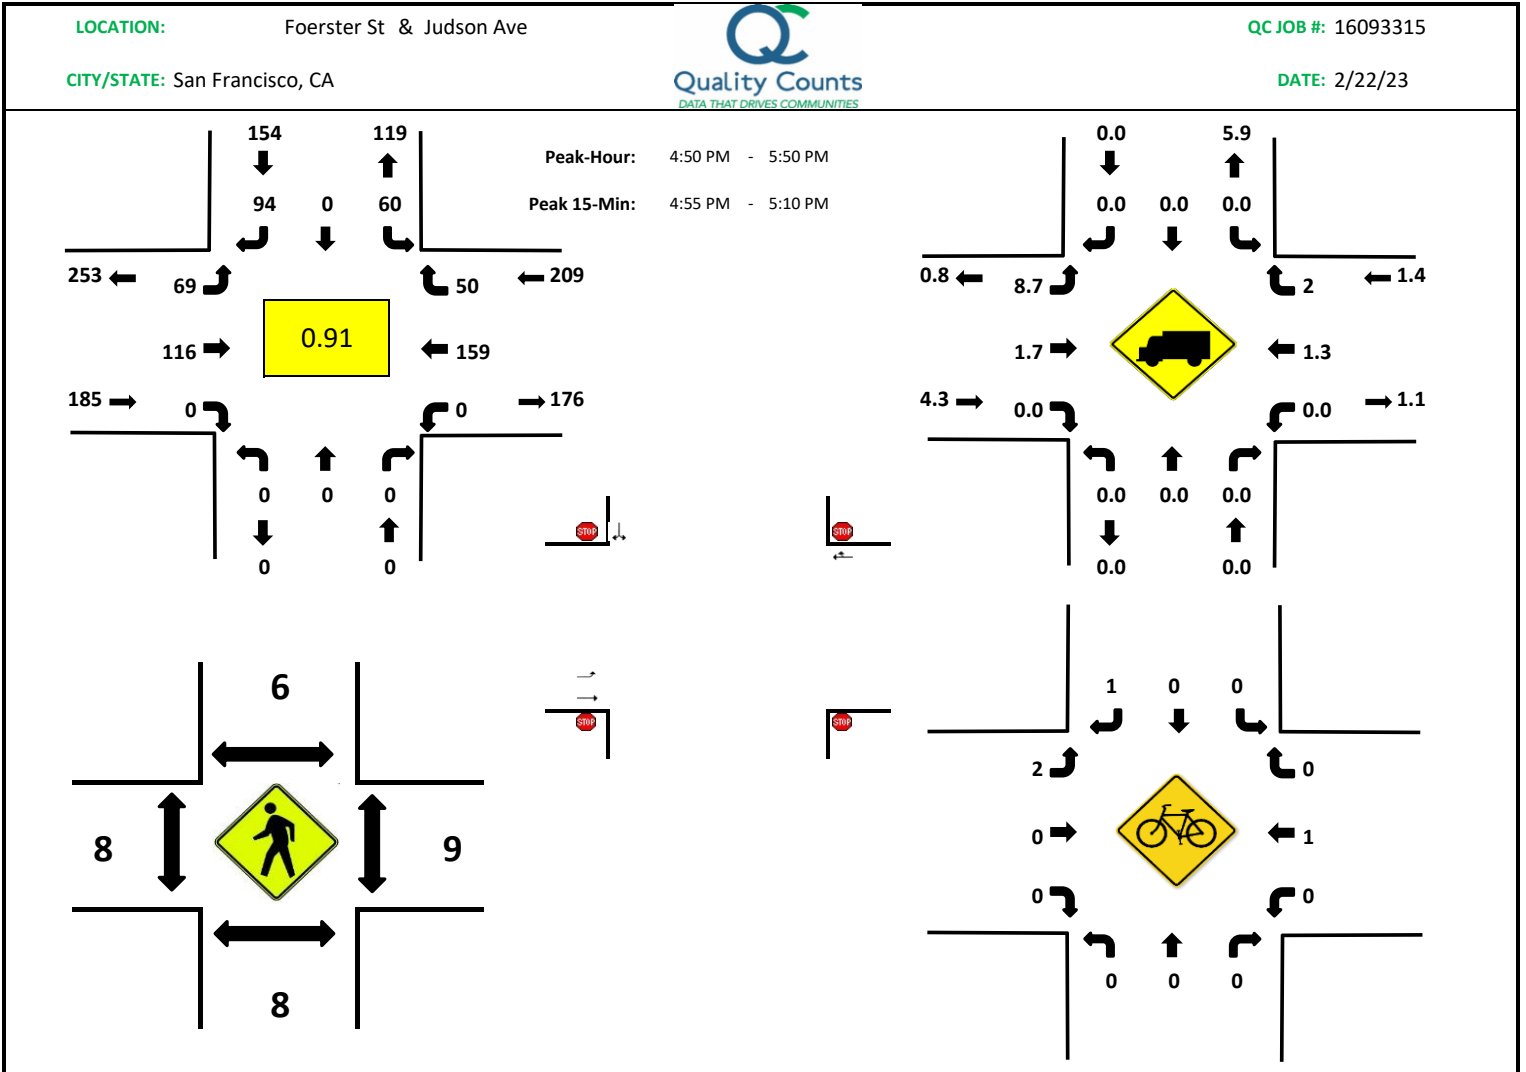 LOCATION: Foerster St & Judson Ave QC JOB #: 16093315
Quality Counts
CITY/STATE: San Francisco, CA DATE: 2/22/23
DATA THAT DRIVES COMMUNITIES
154 119 0.0 5.9
Peak-Hour: 4:50 PM - 5:50 PM
94 0 60 Peak 15-Min: 4:55 PM - 5:10 PM 0.0 0.0 0.0
253 209 0.8 1.4
69 50 8.7 2
0.91
116 159 1.7 1.3
185 176 4.3 1.1
0 0 0.0 0.0
0 0 0 0.0 0.0 0.0
STOP STOP
0 0 0.0 0.0
6 1 0 0
STOP STOP
2 0
0 1
8 9
0 0
0 0 0
8